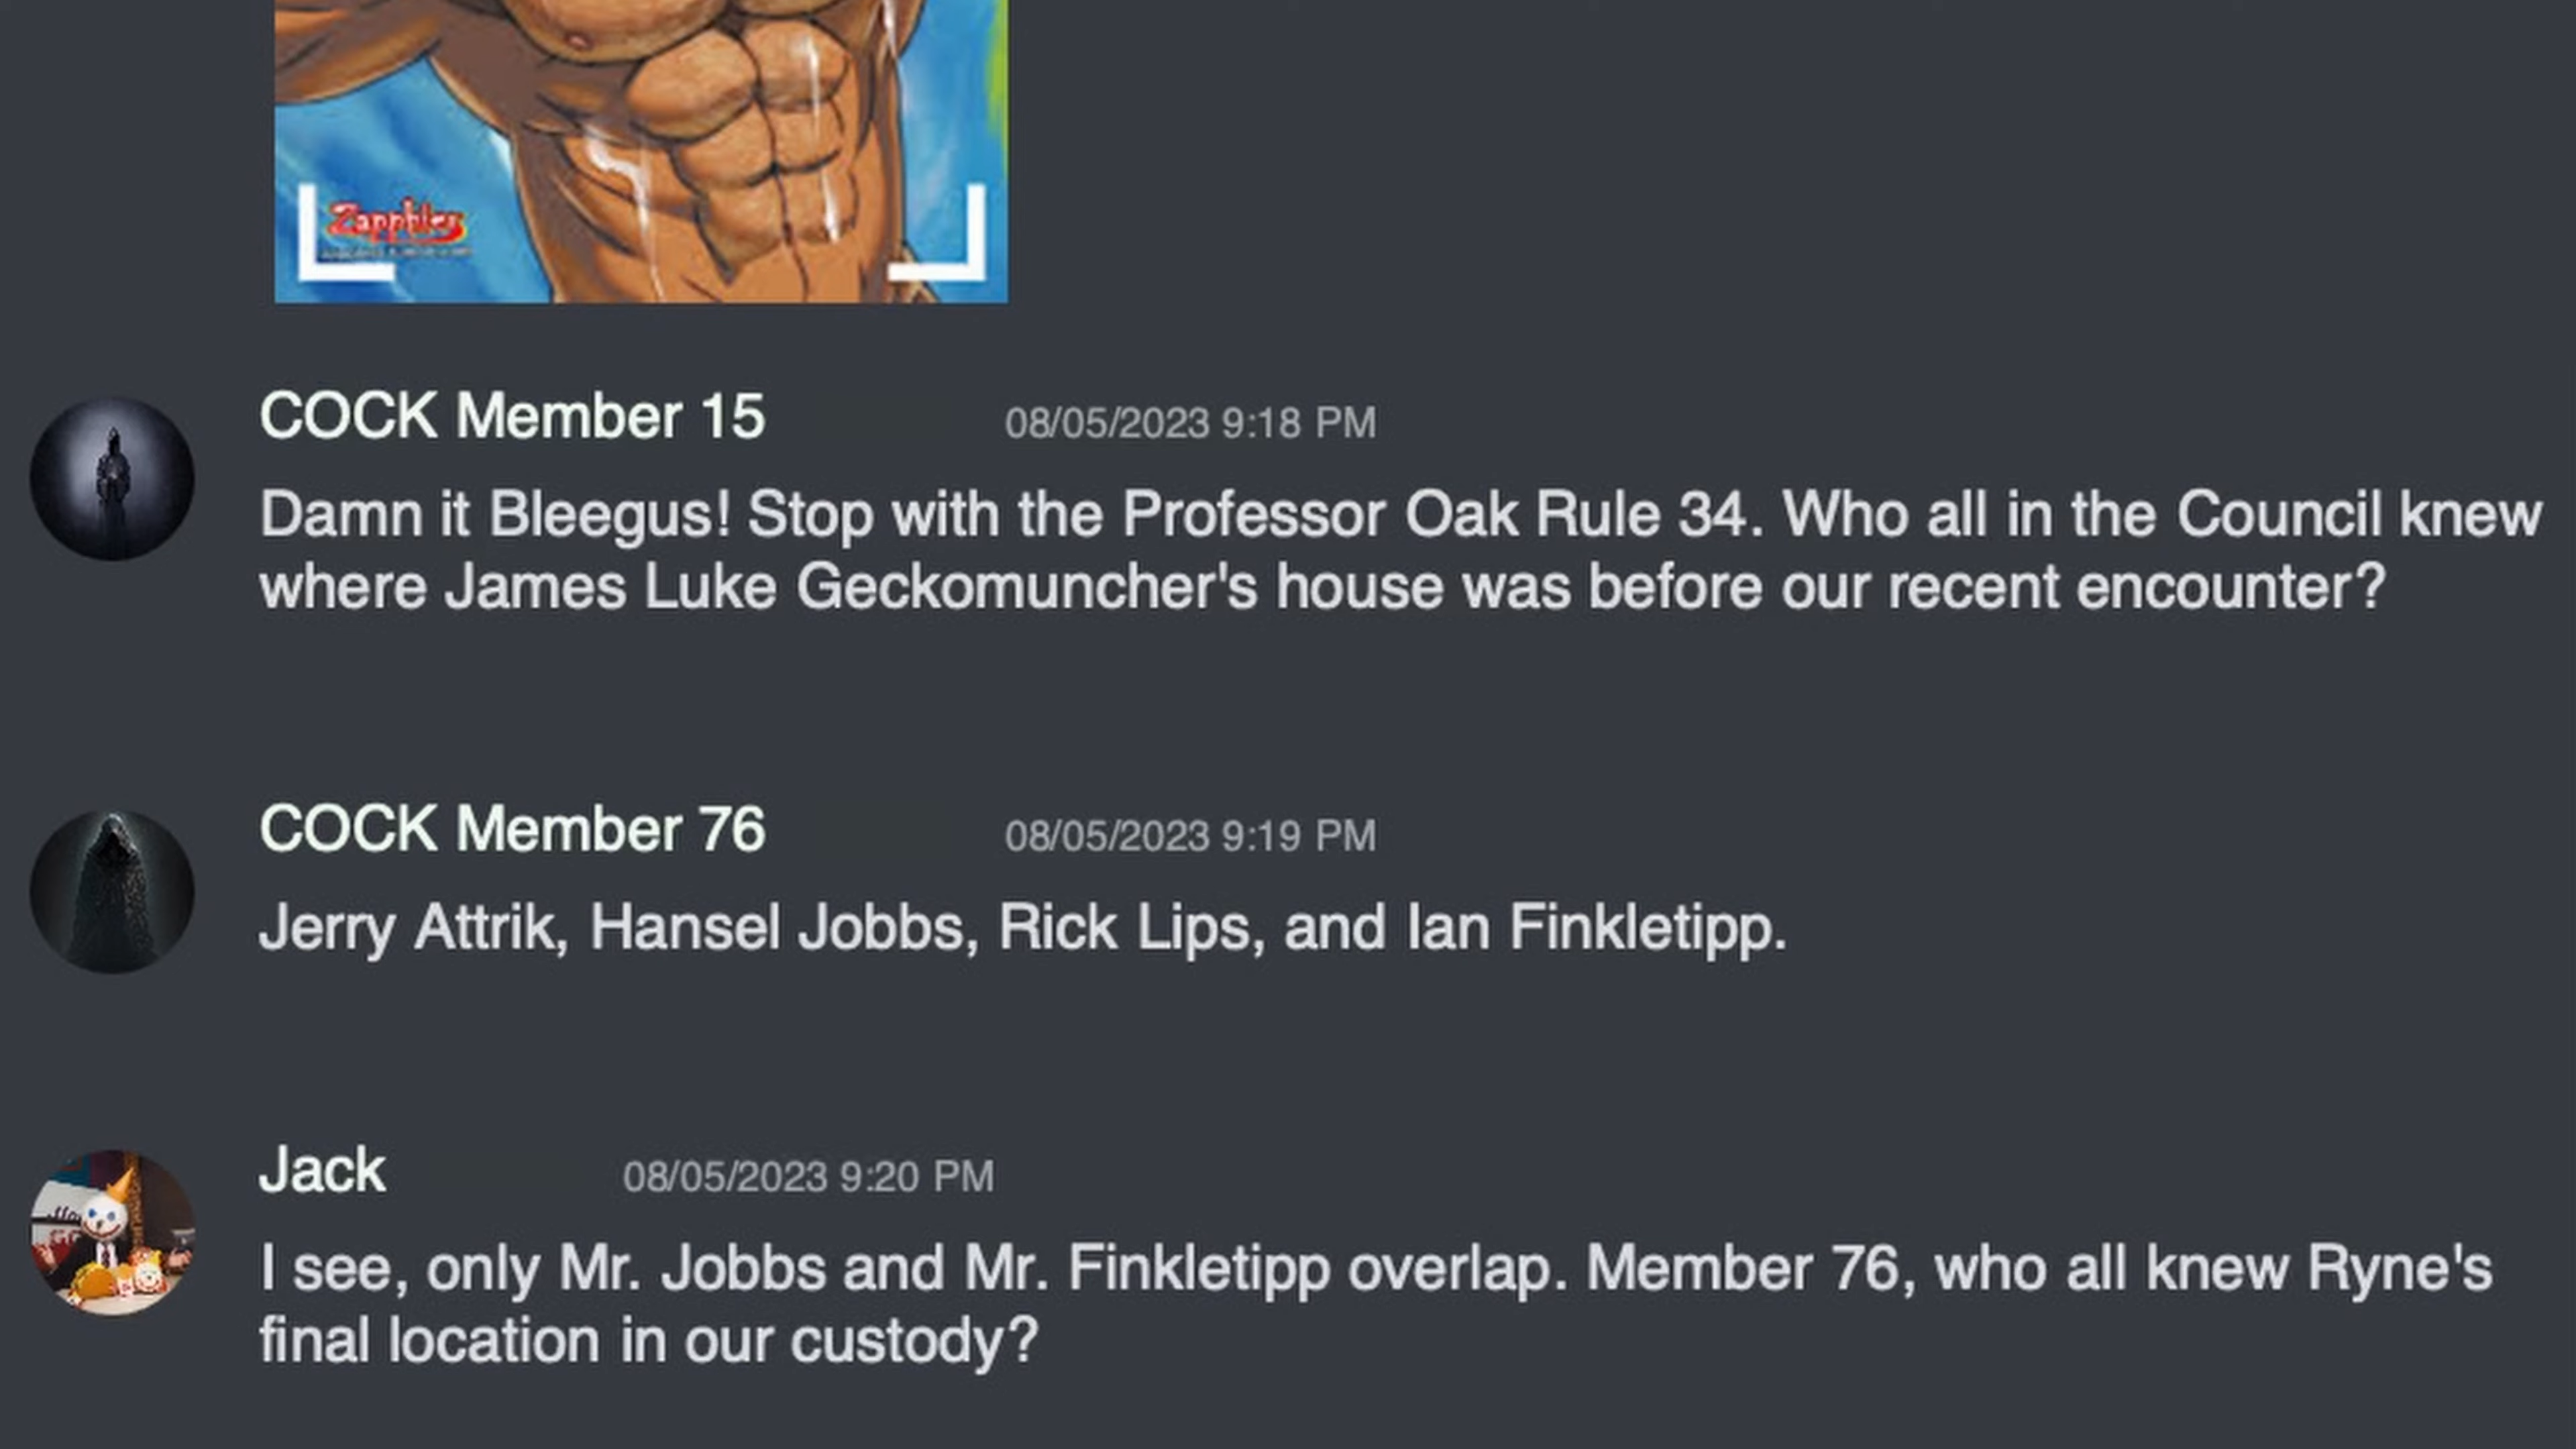 Zapphles
COCK Member 15 08/05/2023 9:18 PM
Damn it Bleegus! Stop with the Professor Oak Rule 34. Who all in the Council knew
where James Luke Geckomuncher's house was before our recent encounter?
COCK Member 76 08/05/2023 9:19 PM
Jerry Attrik, Hansel Jobbs, Rick Lips, and Ian Finkletipp.
Jack 08/05/2023 9:20 PM
I see, only Mr. Jobbs and Mr. Finkletipp overlap. Member 76, who all knew Ryne's
final location in our custody?